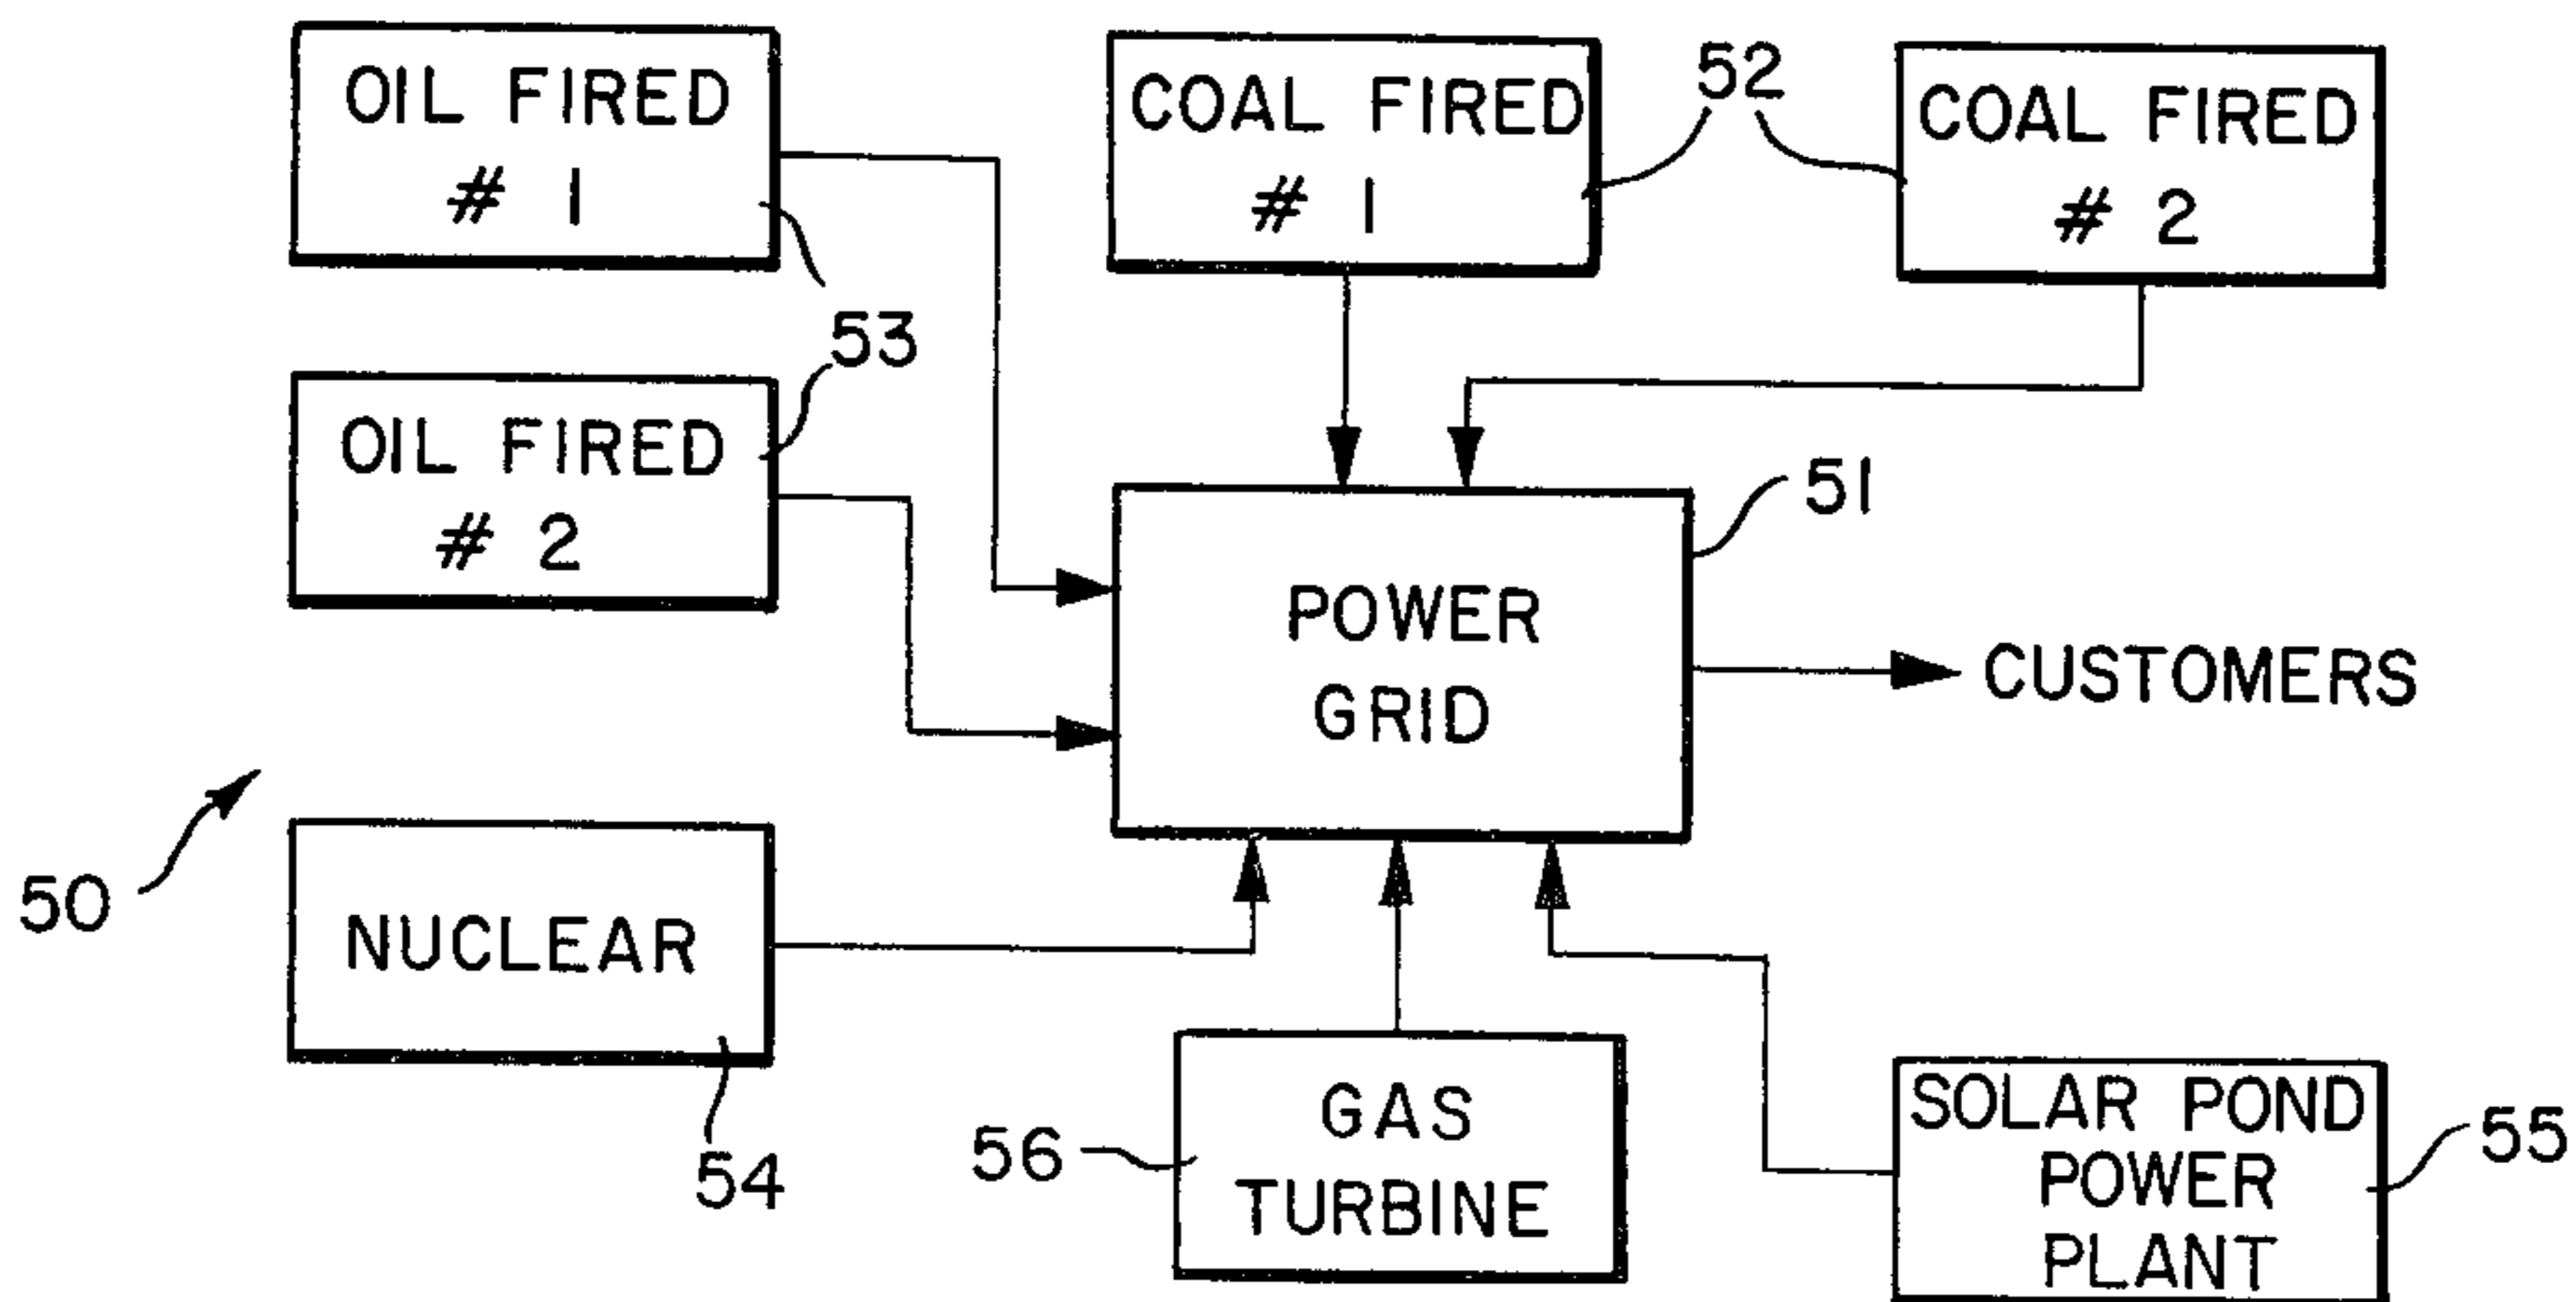 OIL FIRED
# 1
COAL FIRED
# 1
52
COAL FIRED
# 2
53
OIL FIRED
# 2
51
POWER
GRID
CUSTOMERS
50
NUCLEAR
54
56
GAS
TURBINE
SOLAR POND
POWER
PLANT
55